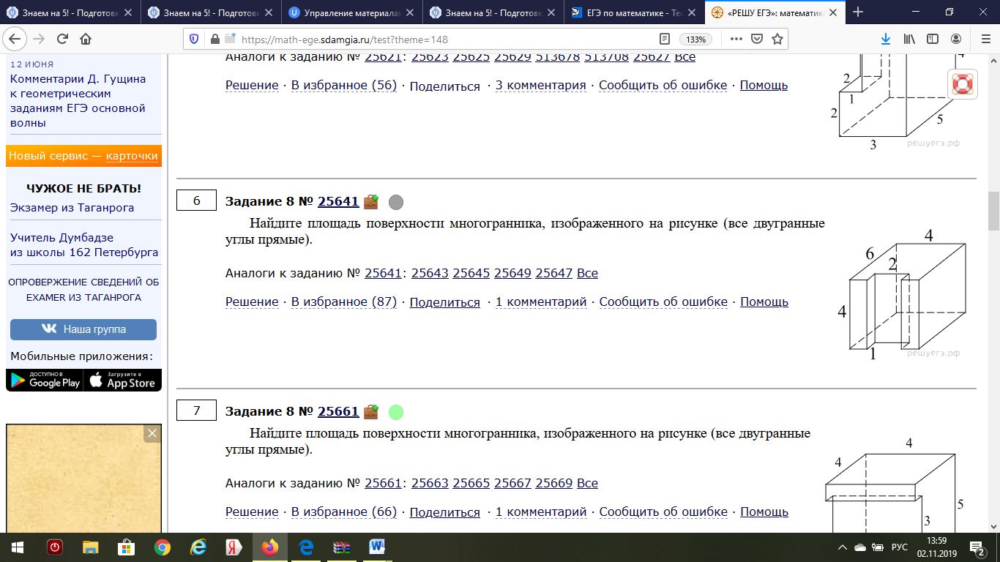 Знаем на 5! - Подготовк
Знаем на 5! - Подготовк
Управление материалам
Знаем на 5! - Подготовк
ЕГЭ по математике - Тес
«РЕШУ ЕГЭ»: математика
https://math-ege.sdamgia.ru/test?theme=148
133%
12 ИЮНЯ
Комментарии Д. Гущина
к геометрическим
заданиям ЕГЭ основной
волны
Новый сервис — карточки
ЧУЖОЕ НЕ БРАТЬ!
Экзамер из Таганрога
Учитель Думбадзе
из школы 162 Петербурга
ОПРОВЕРЖЕНИЕ СВЕДЕНИЙ ОБ
EXAMER ИЗ ТАГАНРОГА
Наша группа
Мобильные приложения:
ДОСТУПНО В
Google Play
Загрузите в
App Store
Аналоги к заданию № 25621: 25623 25625 25629 513678 513708 25627 Все
Решение · В избранное (56) · Поделиться · 3 комментария · Сообщить об ошибке · Помощь
4
2
1
2
5
3
решуегэ.рф
6
Задание 8 № 25641
Найдите площадь поверхности многогранника, изображенного на рисунке (все двугранные
углы прямые).
Аналоги к заданию № 25641: 25643 25645 25649 25647 Все
Решение · В избранное (87) · Поделиться · 1 комментарий · Сообщить об ошибке · Помощь
4
6
2
4
1
решуегэ.рф
7
Задание 8 № 25661
Найдите площадь поверхности многогранника, изображенного на рисунке (все двугранные
углы прямые).
Аналоги к заданию № 25661: 25663 25665 25667 25669 Все
Решение · В избранное (66) · Поделиться · 1 комментарий · Сообщить об ошибке · Помощь
4
4
5
3
РУС
13:59
02.11.2019
2